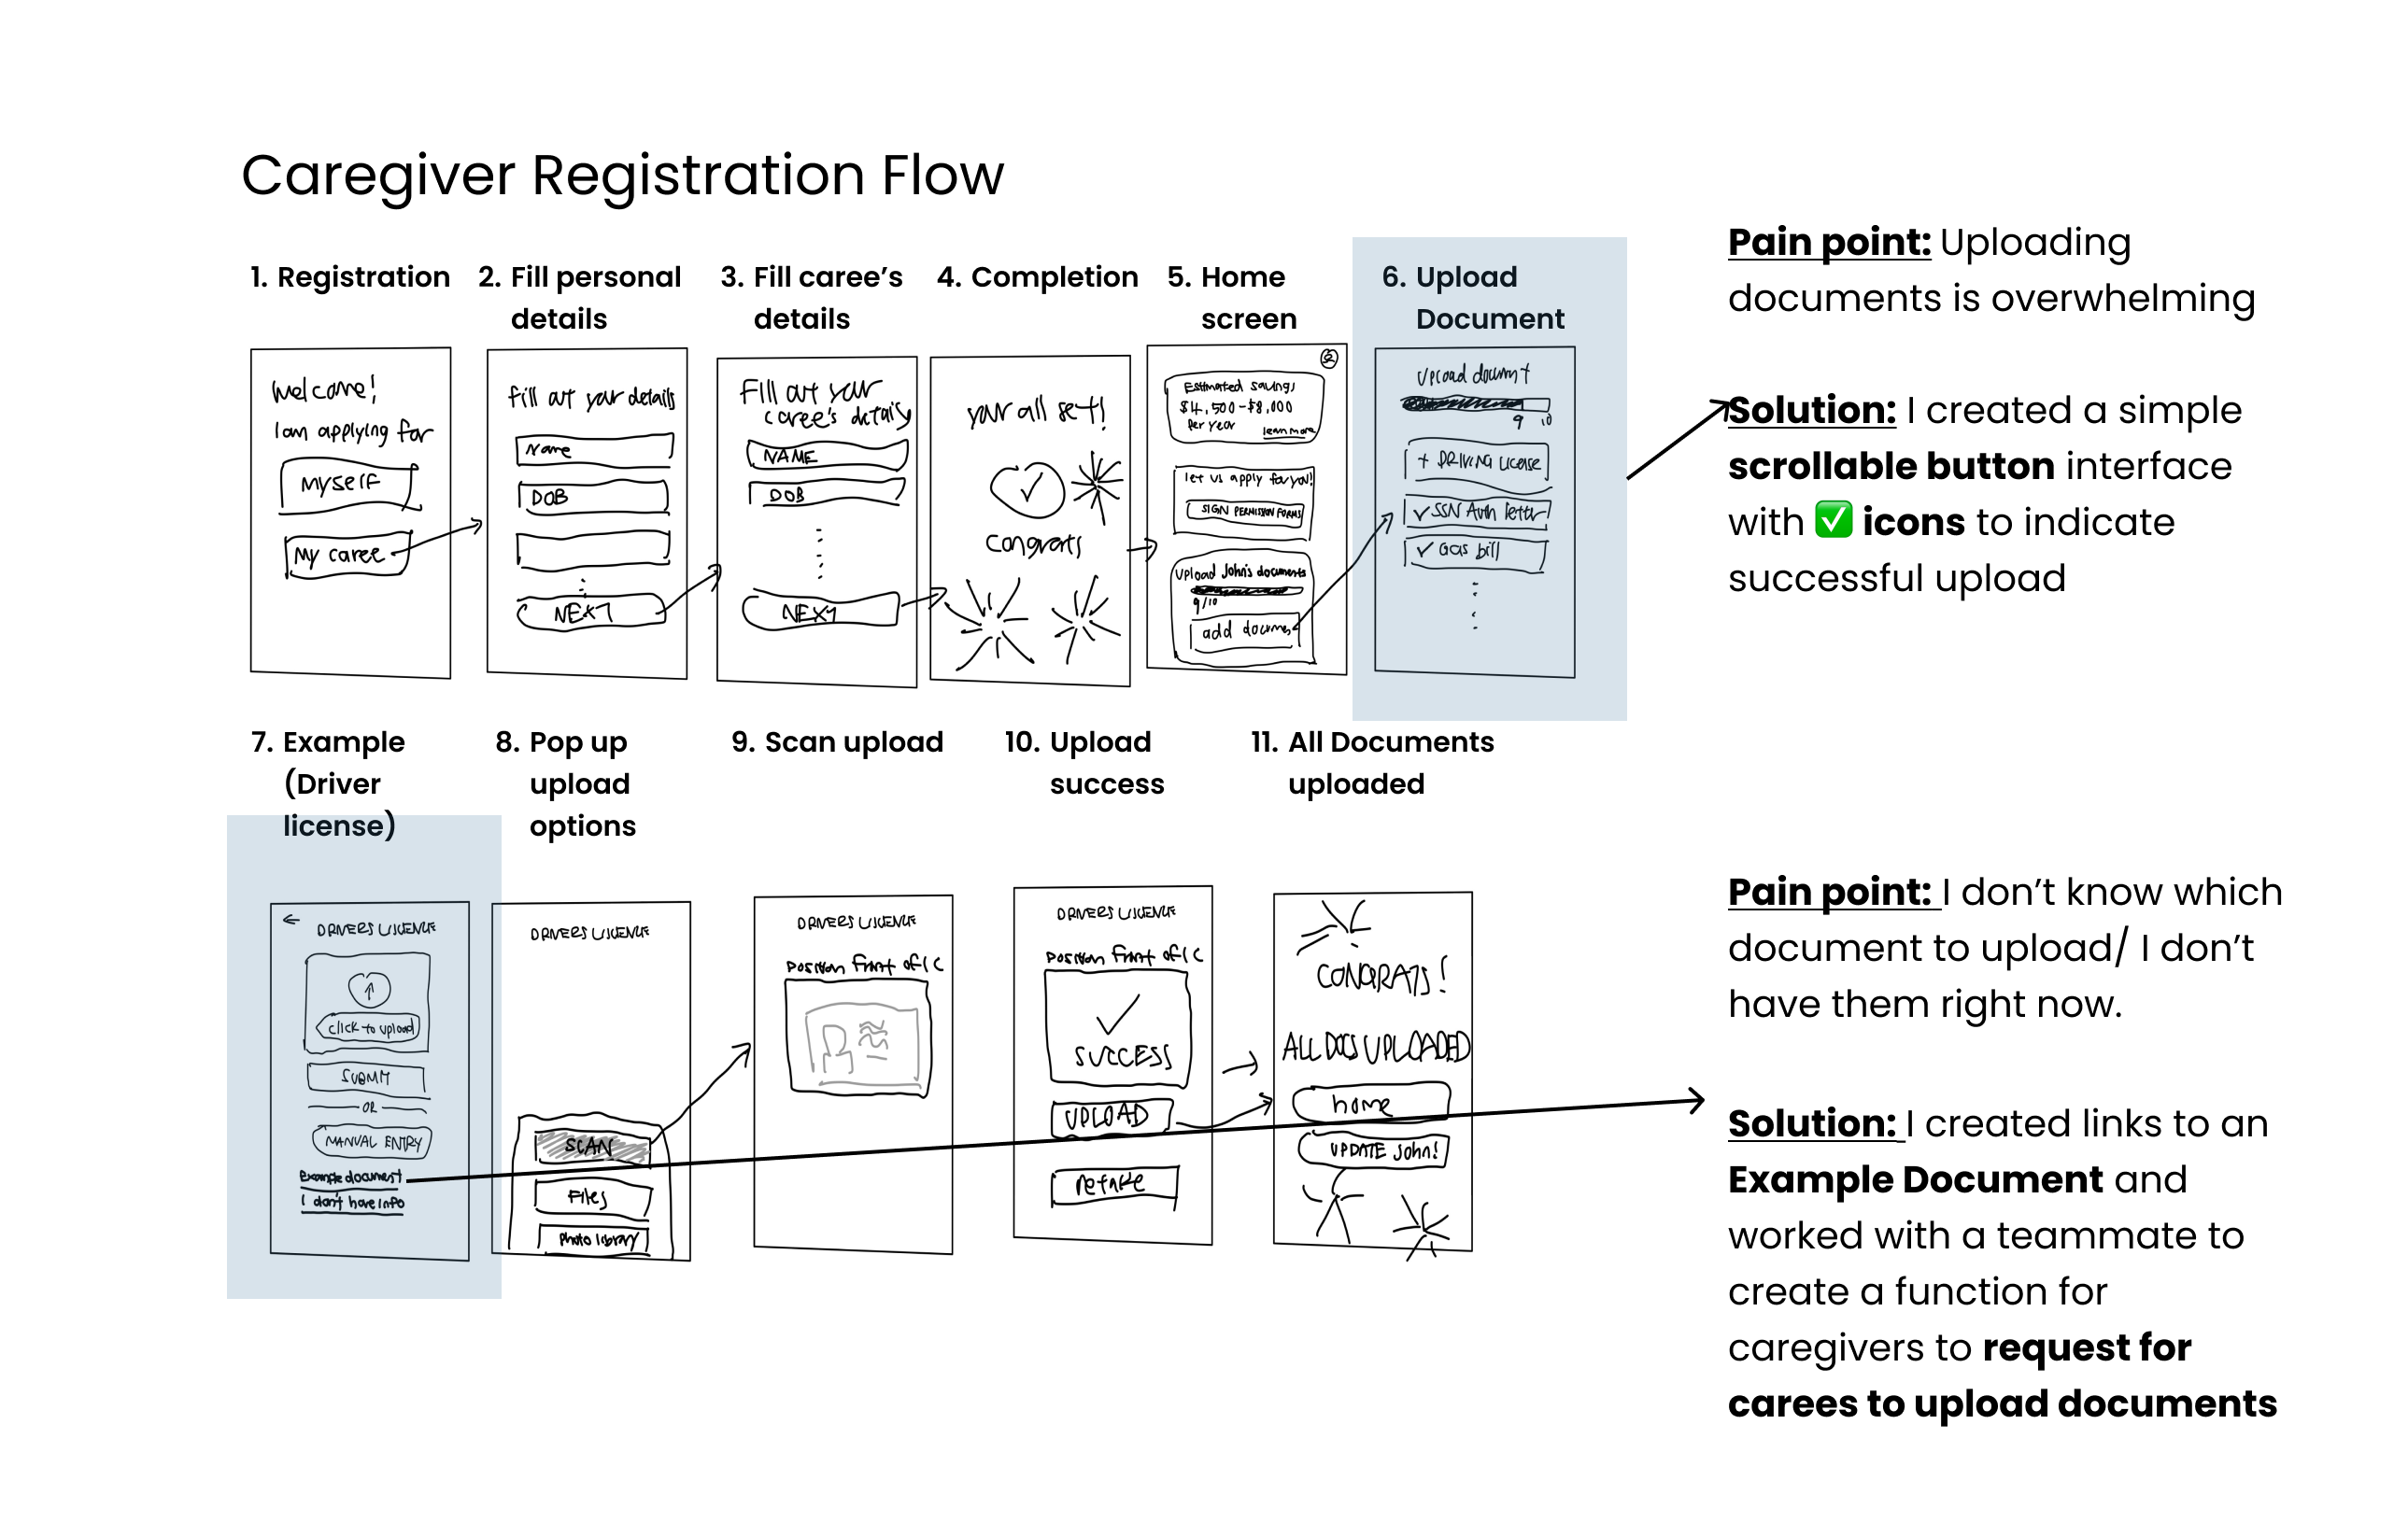 Caregiver Registration Flow
1. Registration
2. Fill personal
details
3. Fill caree’s
details
4. Completion
5. Home
screen
6. Upload
Document
Welcome!
I am applying for
Myself
My caree
fill out your details
Name
DOB
NEXT
Fill out your
caree's details
NAME
DOB
NEXT
your all set!
congrats
Estimated savings
$4,500-$8,000
per year
learn more
let us apply for you!
SIGN PERMISSION FORMS
Upload John's documents
9/10
add documen
Upload document
9 10
+ DRIVING LICENSE
✓ SSN Auth letter
✓ Gas bill
Pain point: Uploading
documents is overwhelming
Solution: I created a simple
scrollable button interface
with ✅ icons to indicate
successful upload
7. Example
(Driver
license)
8. Pop up
upload
options
9. Scan upload
10. Upload
success
11. All Documents
uploaded
←
DRIVERS LICENSE
↑
click to upload
SUBMIT
OR
MANUAL ENTRY
Example document
I don't have info
DRIVERS LICENSE
SCAN
Files
Photo library
DRIVERS LICENSE
Position front of IC
DRIVERS LICENSE
Position front of IC
✓
SUCCESS
UPLOAD
retake
CONGRATS!
ALL DOCS UPLOADED
home
UPDATE John!
Pain point: I don’t know which
document to upload/ I don’t
have them right now.
Solution: I created links to an
Example Document and
worked with a teammate to
create a function for
caregivers to request for
carees to upload documents